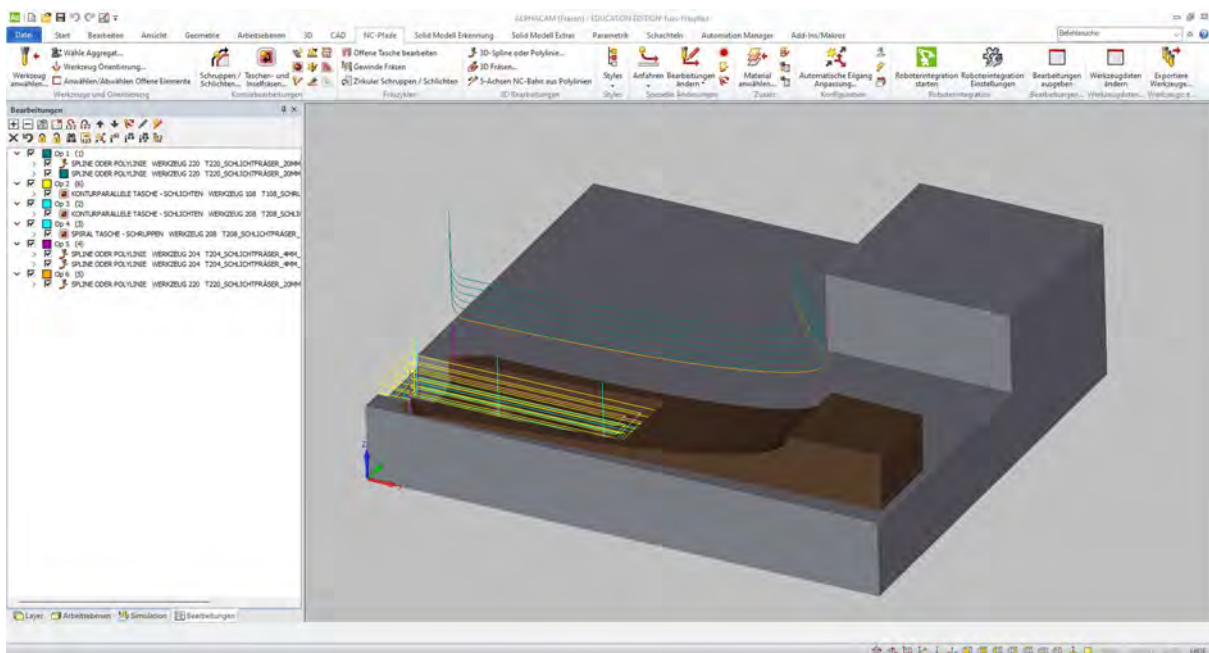 ALPHACAM (Fräsen) / EDUCATION EDITION
Datei Start Bearbeiten Ansicht Geometrie Arbeitsebenen 3D CAD NC-Pfade Solid Modell Erkennung Solid Modell Extras Parametrik Schachteln Automation Manager Add-Ins/Makros Befehlssuche
Werkzeug anwählen...
Wähle Aggregat...
Werkzeug Orientierung...
Anwählen/Abwählen Offene Elemente
Werkzeuge und Orientierung
Schruppen / Schlichten...
Taschen- und Inselfräsen...
Konturbearbeitungen
Offene Tasche bearbeiten
Gewinde Fräsen
Zirkular Schruppen / Schlichten
Fräszyklen
3D-Spline oder Polylinie...
3D Fräsen...
5-Achsen NC-Bahn aus Polylinien
3D Bearbeitungen
Styles
Styles
Anfahren
Bearbeitungen ändern
Spezielle Änderungen
Material anwählen...
Zusatz
Automatische Eilgang Anpassung...
Konfiguration
Roboterintegration starten
Roboterintegration Einstellungen
Roboterintegration
Bearbeitungen ausgeben
Bearbeitungen...
Werkzeugdaten ändern
Werkzeugdaten...
Exportiere Werkzeuge...
Werkzeuge e...
Bearbeitungen
Op 1 (1)
SPLINE ODER POLYLINIE WERKZEUG 220 T220_SCHLICHTFRÄSER_20MM
SPLINE ODER POLYLINIE WERKZEUG 220 T220_SCHLICHTFRÄSER_20MM
Op 2 (6)
KONTURPARALLELE TASCHE - SCHLICHTEN WERKZEUG 108 T108_SCHRU
Op 3 (2)
KONTURPARALLELE TASCHE - SCHLICHTEN WERKZEUG 208 T208_SCHLI
Op 4 (3)
SPIRAL TASCHE - SCHRUPPEN WERKZEUG 208 T208_SCHLICHTFRÄSER_
Op 5 (4)
SPLINE ODER POLYLINIE WERKZEUG 204 T204_SCHLICHTFRÄSER_4MM_
SPLINE ODER POLYLINIE WERKZEUG 204 T204_SCHLICHTFRÄSER_4MM_
Op 6 (5)
SPLINE ODER POLYLINIE WERKZEUG 220 T220_SCHLICHTFRÄSER_20MM
Z
Layer Arbeitsebenen Simulation Bearbeitungen